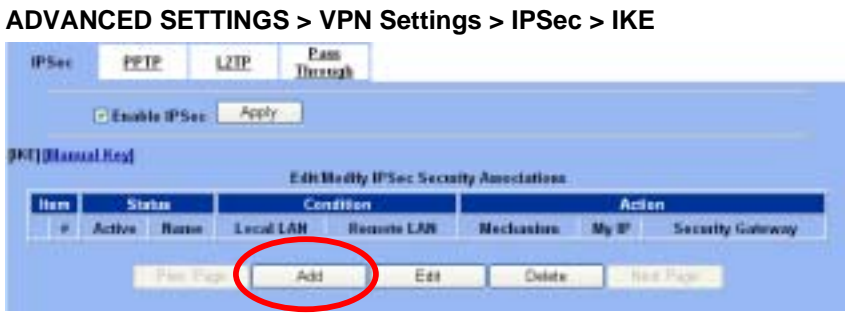 ADVANCED SETTINGS > VPN Settings > IPSec > IKE
IPSec PPTP L2TP Pass Through
Enable IPSec Apply
[IKE] [Manual Key]
Edit/Modify IPSec Security Associations
Item Status Condition Action
# Active Name Local LAN Remote LAN Mechanism My IP Security Gateway
Prev Page Add Edit Delete Next Page